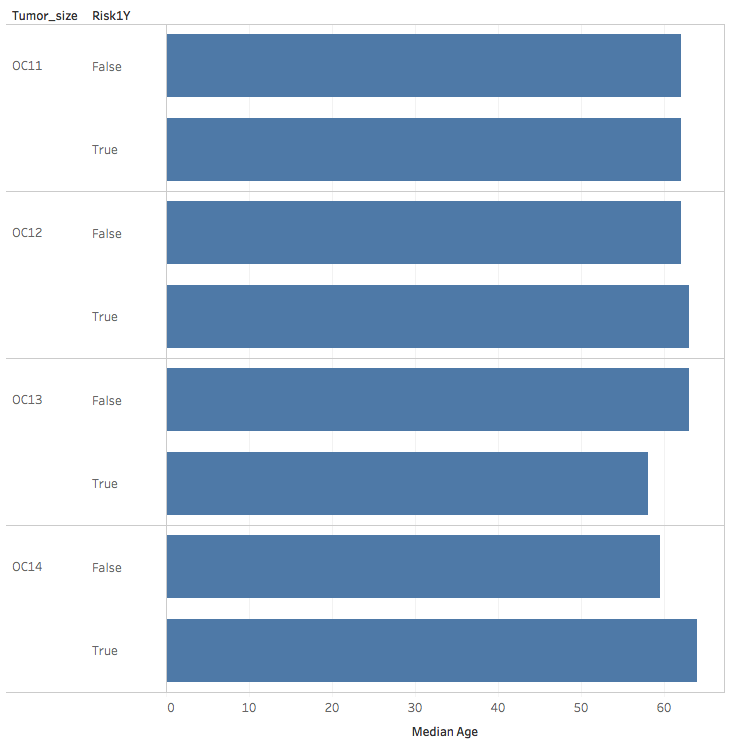 Tumor_size Risk1Y
OC11 False
True
OC12 False
True
OC13 False
True
OC14 False
True
0 10 20 30 40 50 60
Median Age